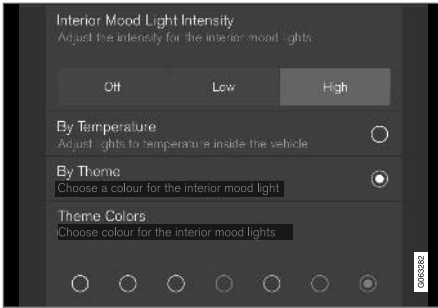 Interior Mood Light Intensity
Adjust the intensity for the interior mood lights
Off Low High
By Temperature
Adjust lights to temperature inside the vehicle
By Theme
Choose a colour for the interior mood light
Theme Colors
Choose colour for the interior mood lights
G063282